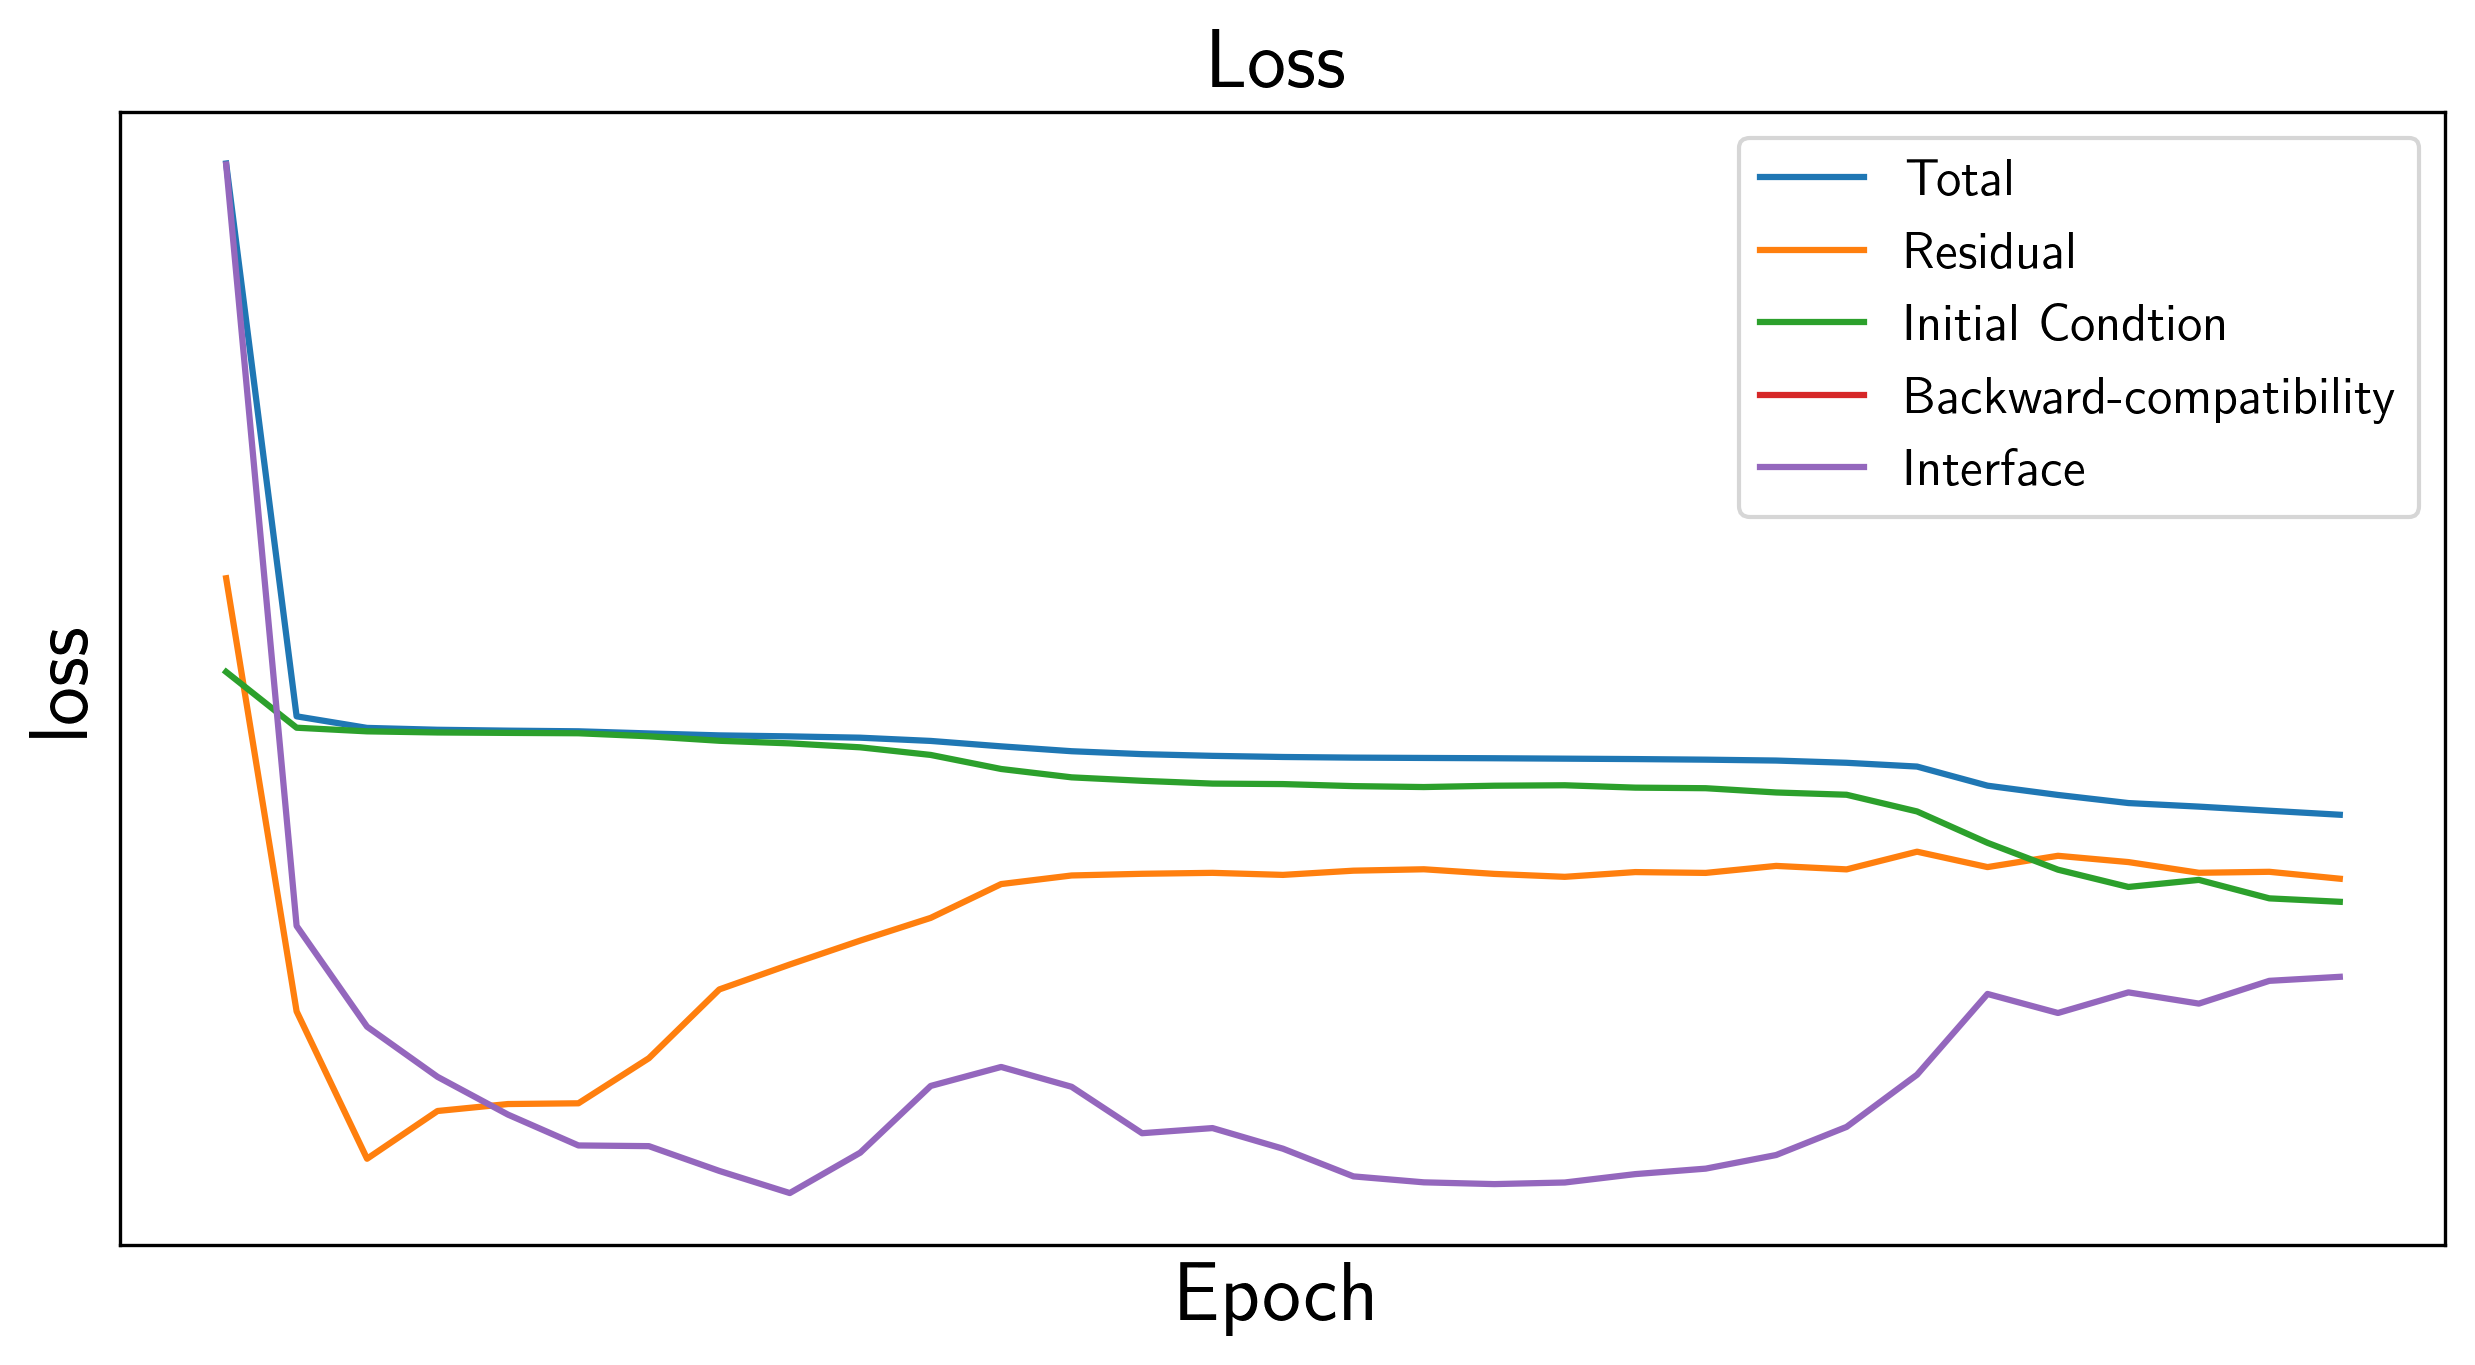 Loss
loss
Total
Residual
Initial Condtion
Backward-compatibility
Interface
Epoch